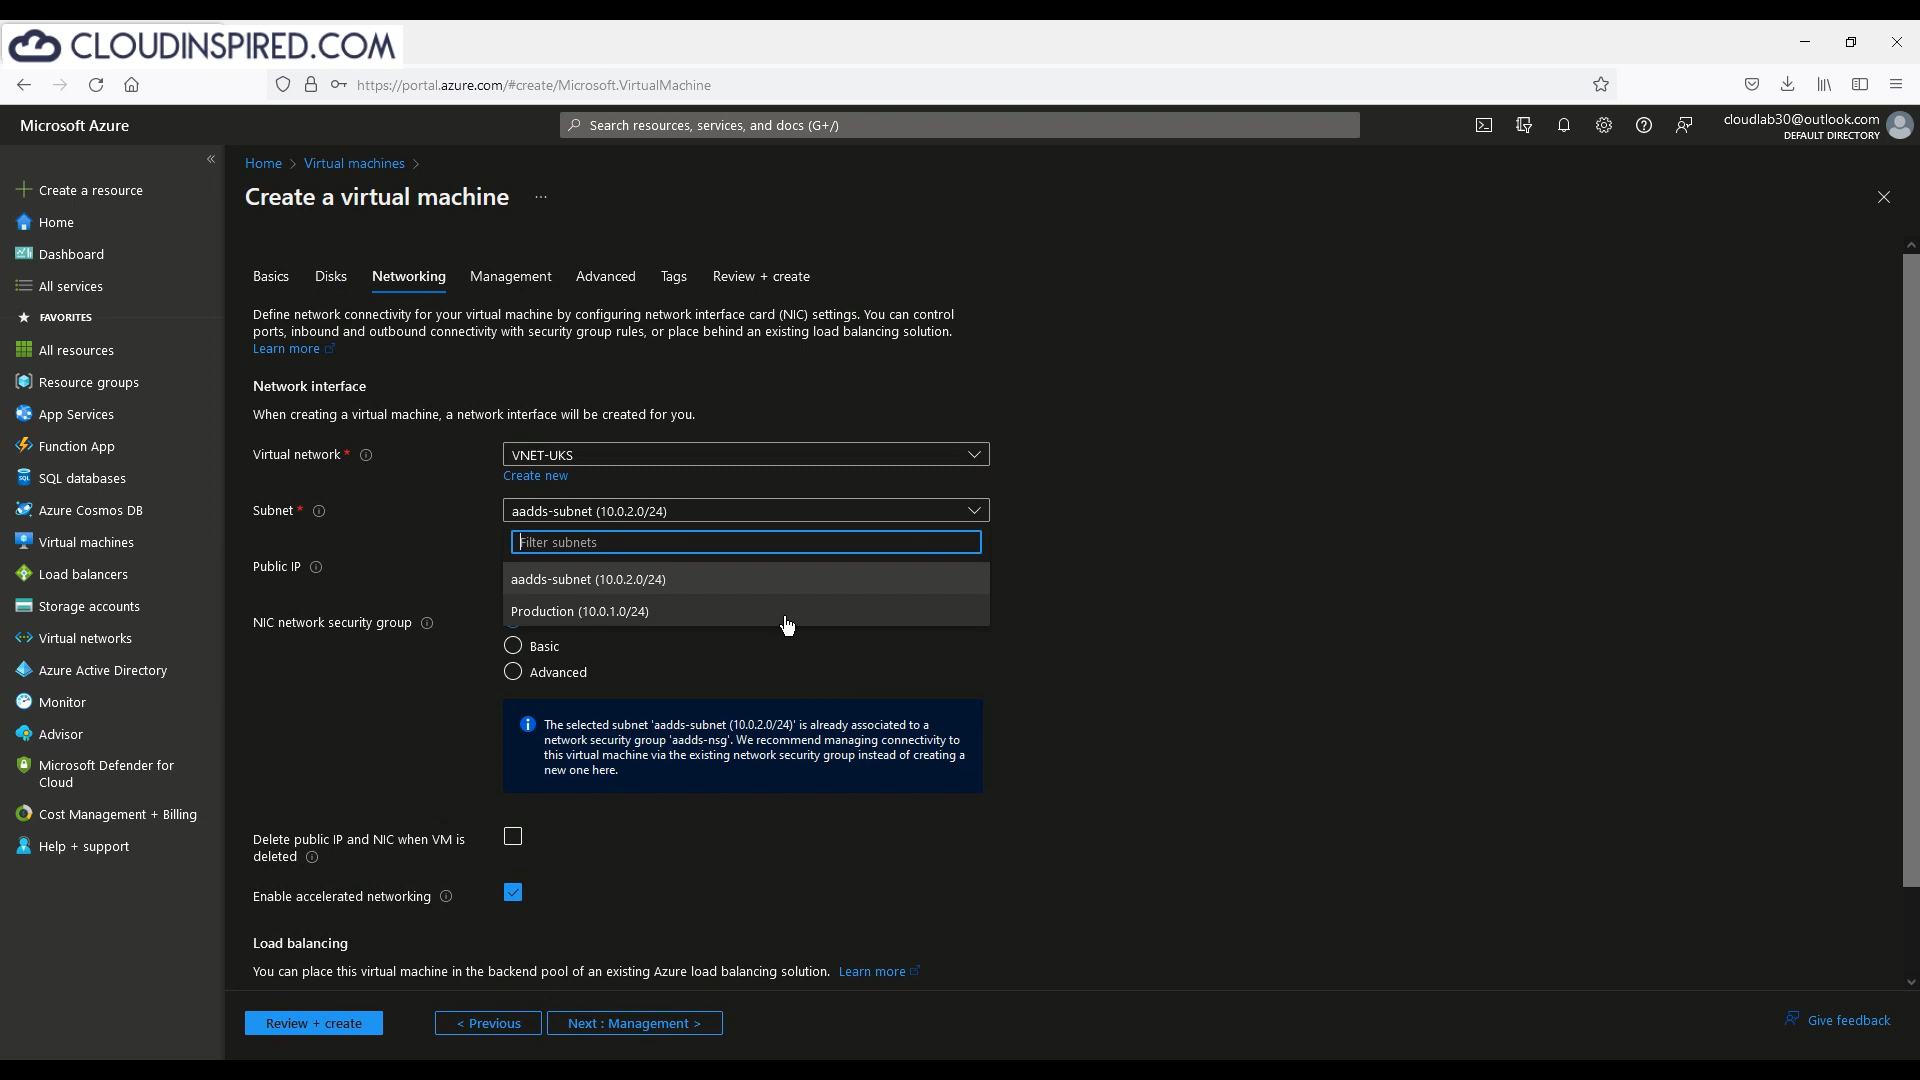 CLOUDINSPIRED.COM
https://portal.azure.com/#create/Microsoft.VirtualMachine
Microsoft Azure
Search resources, services, and docs (G+/)
cloudlab30@outlook.com
DEFAULT DIRECTORY
Home > Virtual machines >
Create a virtual machine ...
Create a resource
Home
Dashboard
All services
FAVORITES
All resources
Resource groups
App Services
Function App
SQL databases
Azure Cosmos DB
Virtual machines
Load balancers
Storage accounts
Virtual networks
Azure Active Directory
Monitor
Advisor
Microsoft Defender for
Cloud
Cost Management + Billing
Help + support
Basics Disks Networking Management Advanced Tags Review + create
Define network connectivity for your virtual machine by configuring network interface card (NIC) settings. You can control
ports, inbound and outbound connectivity with security group rules, or place behind an existing load balancing solution.
Learn more
Network interface
When creating a virtual machine, a network interface will be created for you.
Virtual network * VNET-UKS
Create new
Subnet * aadds-subnet (10.0.2.0/24)
Filter subnets
Public IP
aadds-subnet (10.0.2.0/24)
Production (10.0.1.0/24)
NIC network security group
Basic
Advanced
The selected subnet 'aadds-subnet (10.0.2.0/24)' is already associated to a
network security group 'aadds-nsg'. We recommend managing connectivity to
this virtual machine via the existing network security group instead of creating a
new one here.
Delete public IP and NIC when VM is
deleted
Enable accelerated networking
Load balancing
You can place this virtual machine in the backend pool of an existing Azure load balancing solution. Learn more
Review + create
< Previous
Next : Management >
Give feedback